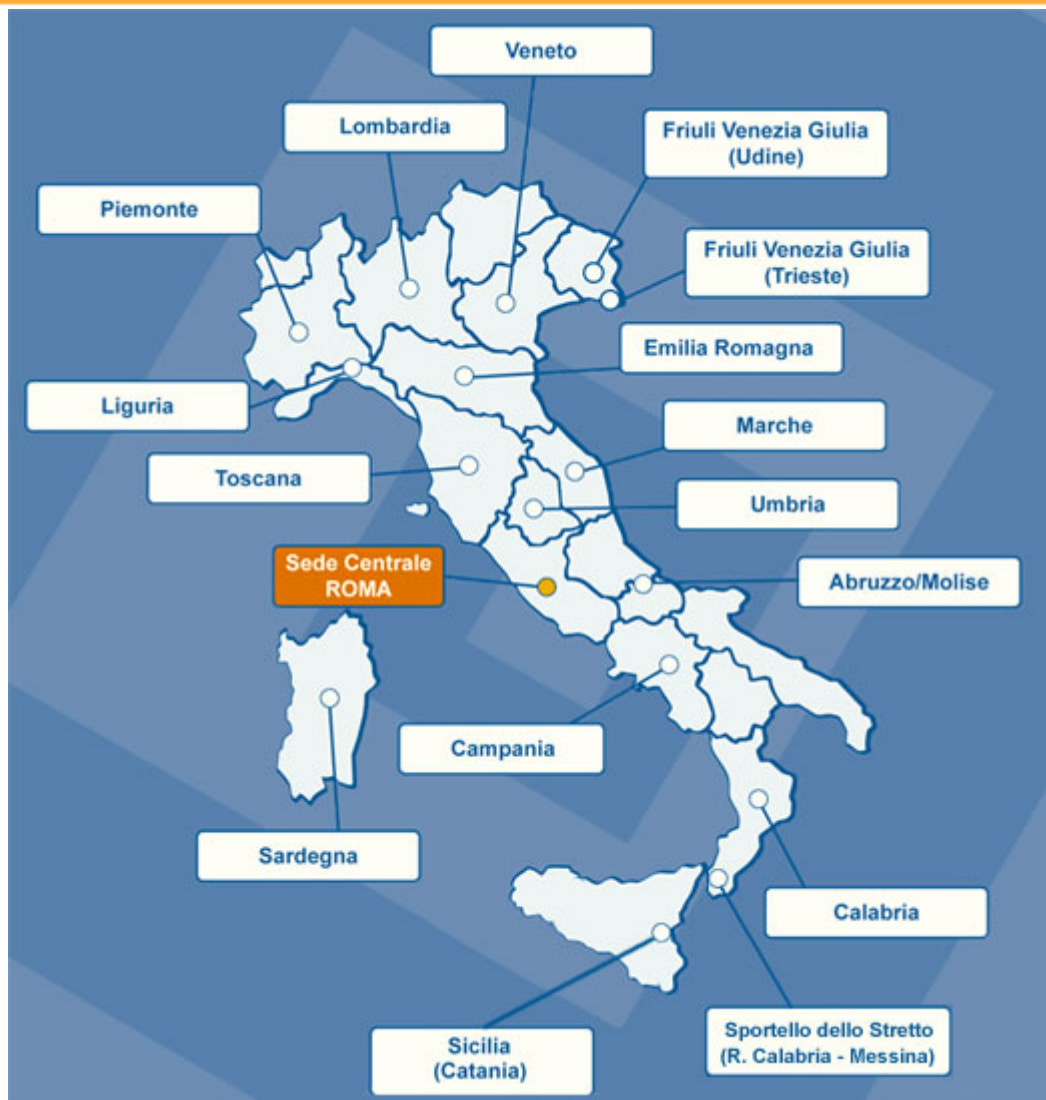 Veneto
Lombardia
Friuli Venezia Giulia
(Udine)
Piemonte
Friuli Venezia Giulia
(Trieste)
Emilia Romagna
Liguria
Marche
Toscana
Umbria
Sede Centrale
ROMA
Abruzzo/Molise
Campania
Sardegna
Calabria
Sportello dello Stretto
(R. Calabria - Messina)
Sicilia
(Catania)